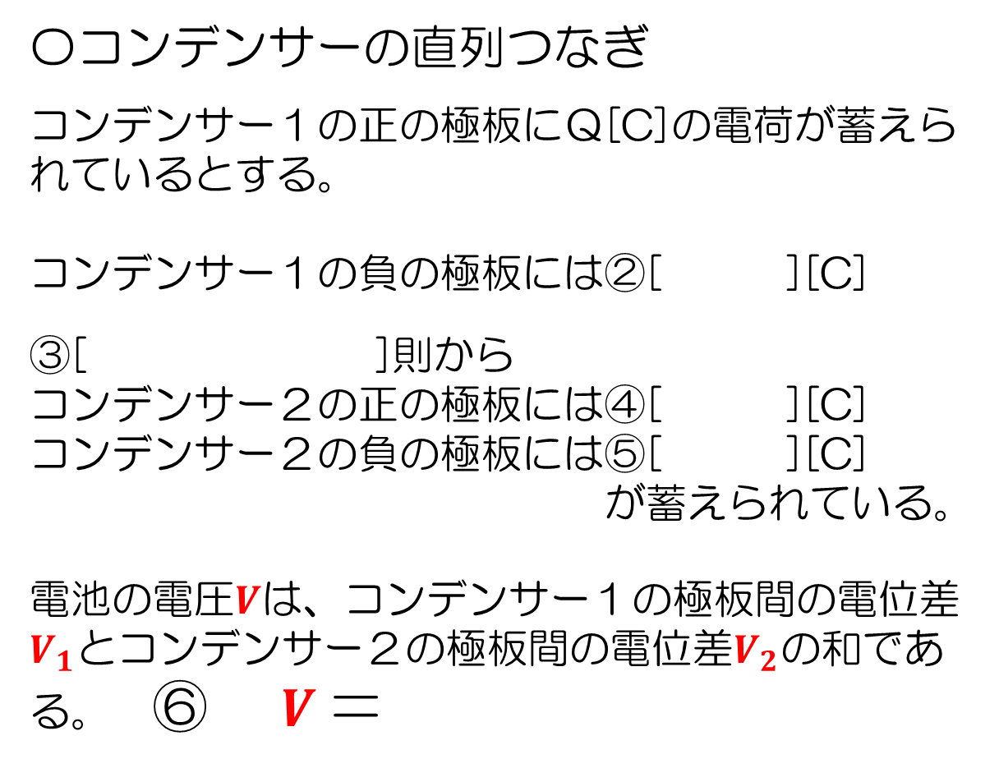 〇コンデンサーの直列つなぎ
コンデンサー１の正の極板にＱ[C]の電荷が蓄えら
れているとする。
コンデンサー１の負の極板には②[　　　][C]
③[　　　　　　　]則から
コンデンサー２の正の極板には④[　　　][C]
コンデンサー２の負の極板には⑤[　　　][C]
が蓄えられている。
電池の電圧Vは、コンデンサー１の極板間の電位差
V₁とコンデンサー２の極板間の電位差V₂の和であ
る。　⑥　V＝